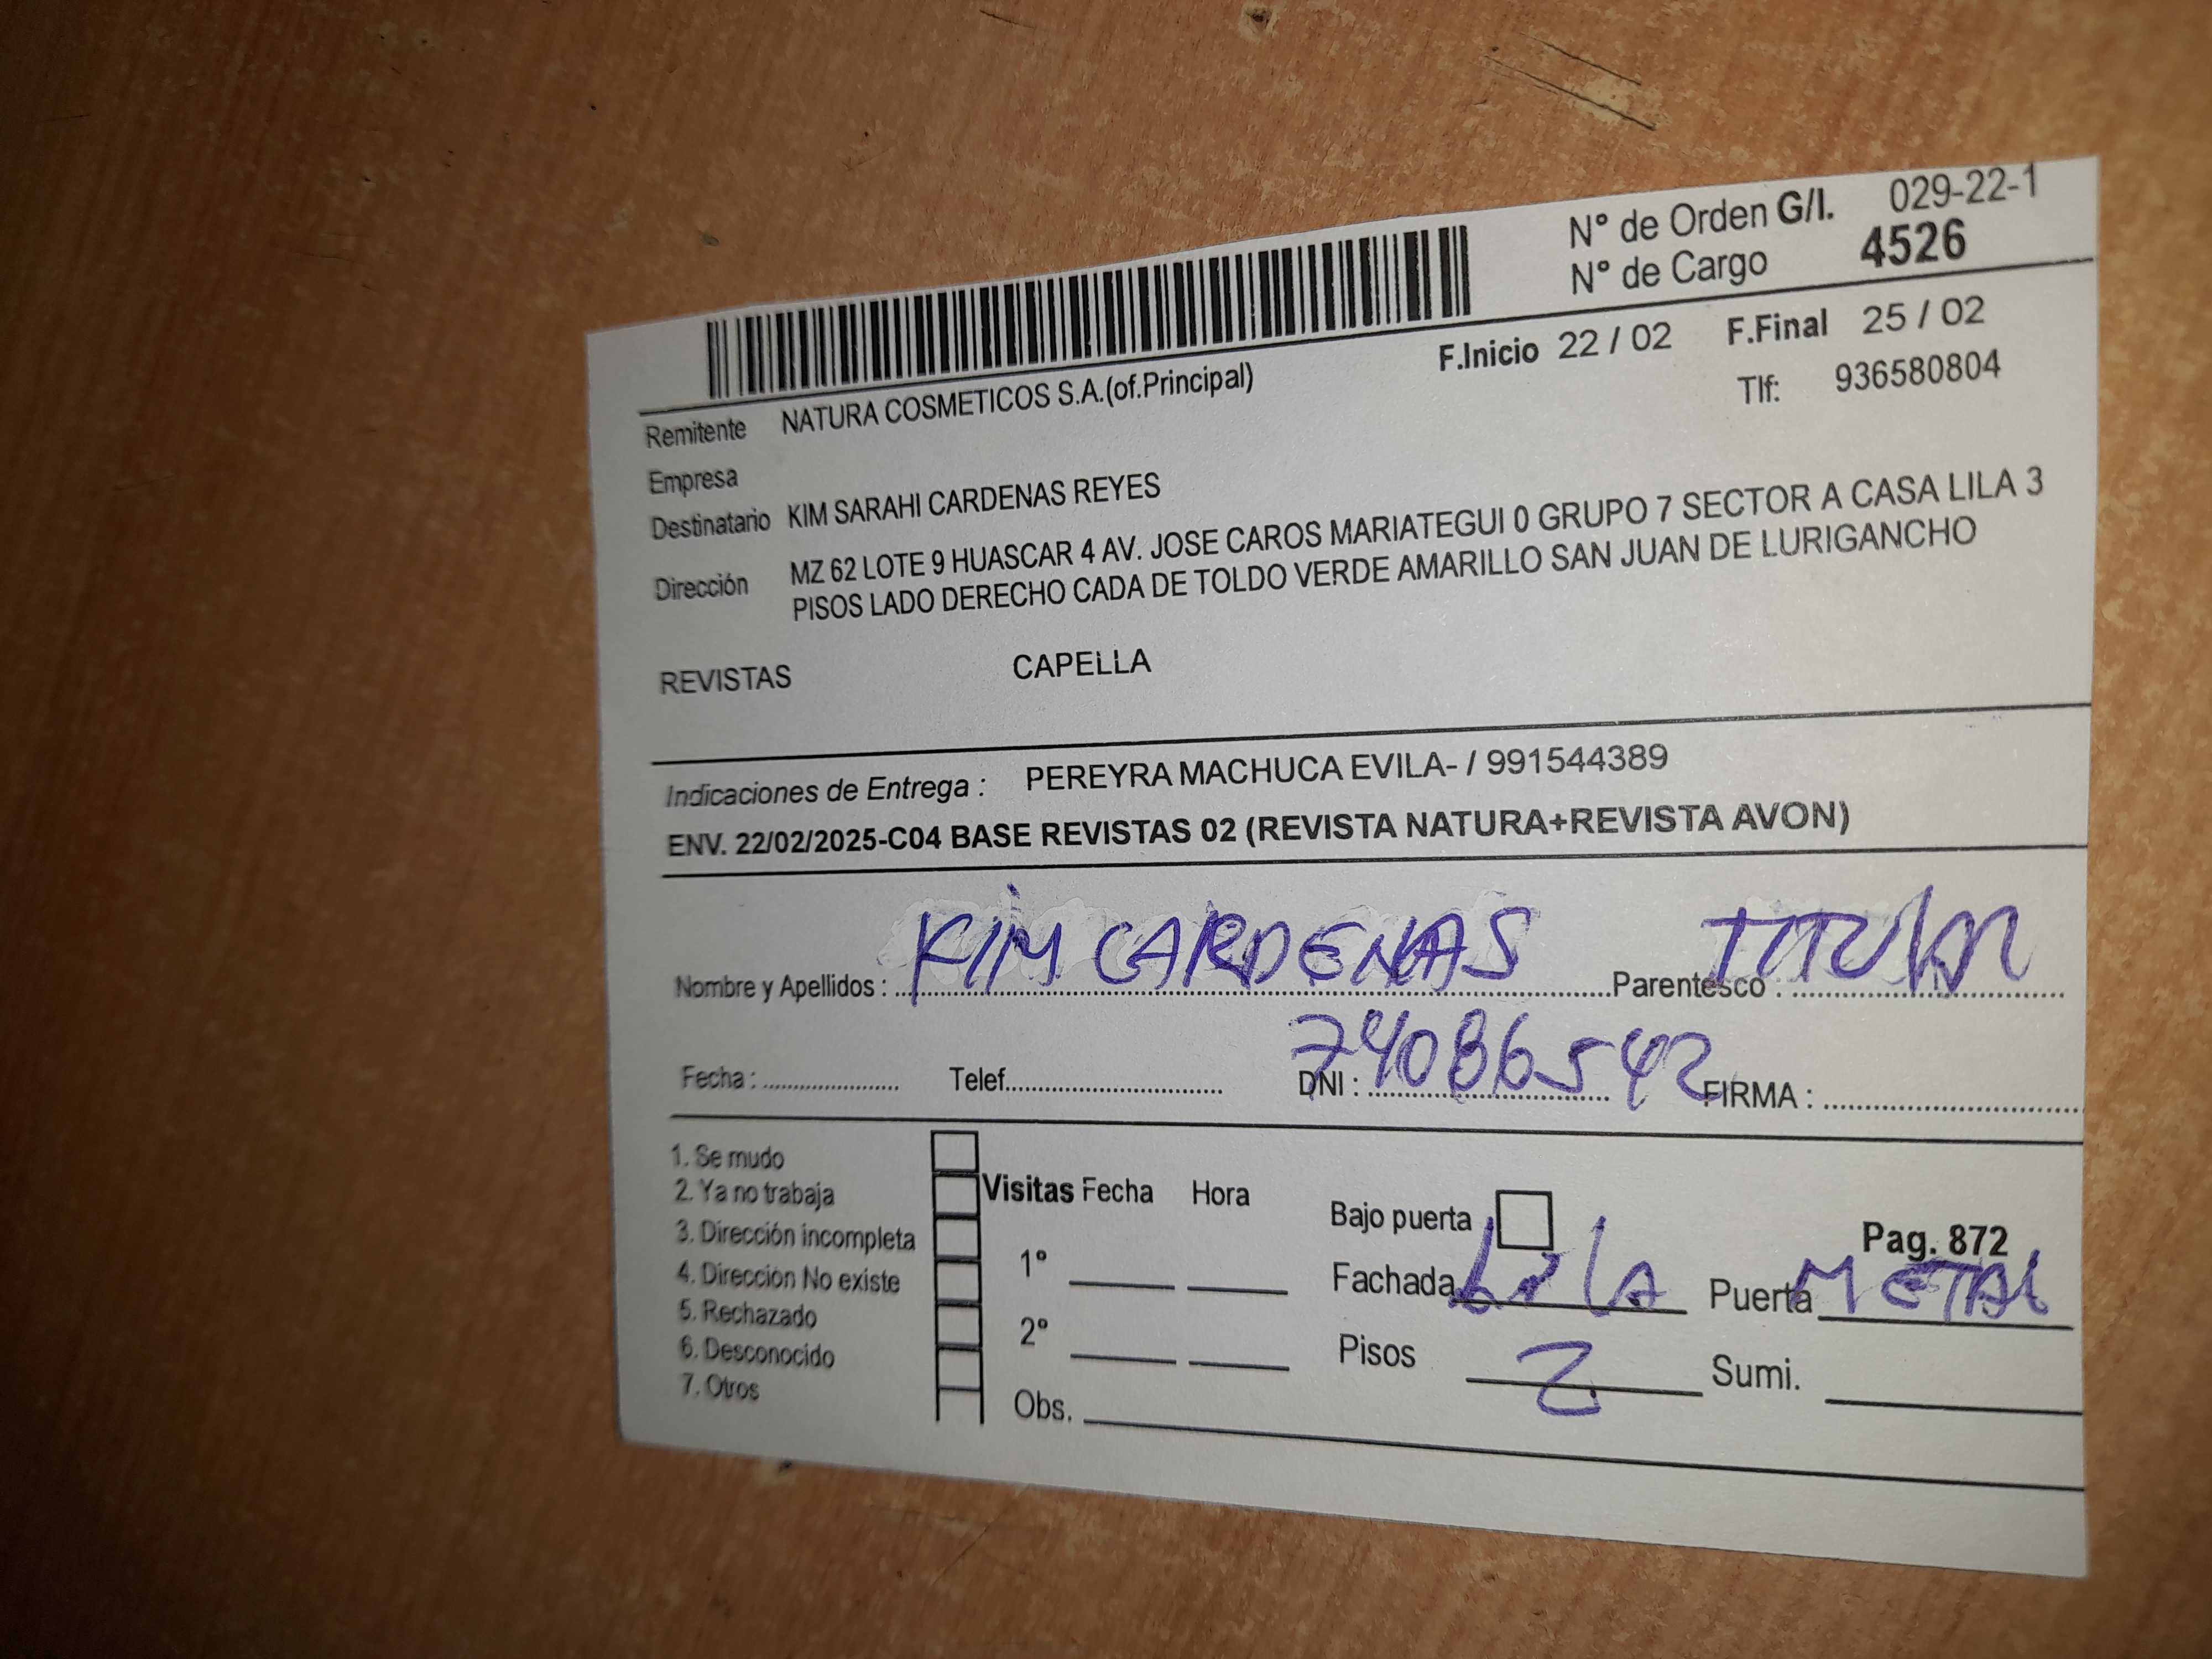 N° de Orden G/I. 029-22-1
N° de Cargo 4526
F.Inicio 22 / 02 F.Final 25 / 02
Remitente NATURA COSMETICOS S.A.(of.Principal) Tlf: 936580804
Empresa
Destinatario KIM SARAHI CARDENAS REYES
Dirección MZ 62 LOTE 9 HUASCAR 4 AV. JOSE CAROS MARIATEGUI 0 GRUPO 7 SECTOR A CASA LILA 3
PISOS LADO DERECHO CADA DE TOLDO VERDE AMARILLO SAN JUAN DE LURIGANCHO
REVISTAS CAPELLA
Indicaciones de Entrega : PEREYRA MACHUCA EVILA- / 991544389
ENV. 22/02/2025-C04 BASE REVISTAS 02 (REVISTA NATURA+REVISTA AVON)
Nombre y Apellidos : KIM CARDENAS Parentesco : TITULAR
Fecha : Telef. DNI : 74086542 FIRMA :
1. Se mudo
2. Ya no trabaja
3. Dirección incompleta
4. Dirección No existe
5. Rechazado
6. Desconocido
7. Otros
Visitas Fecha Hora
1°
2°
Obs.
Bajo puerta Pag. 872
Fachada LILA Puerta METAL
Pisos 2 Sumi.